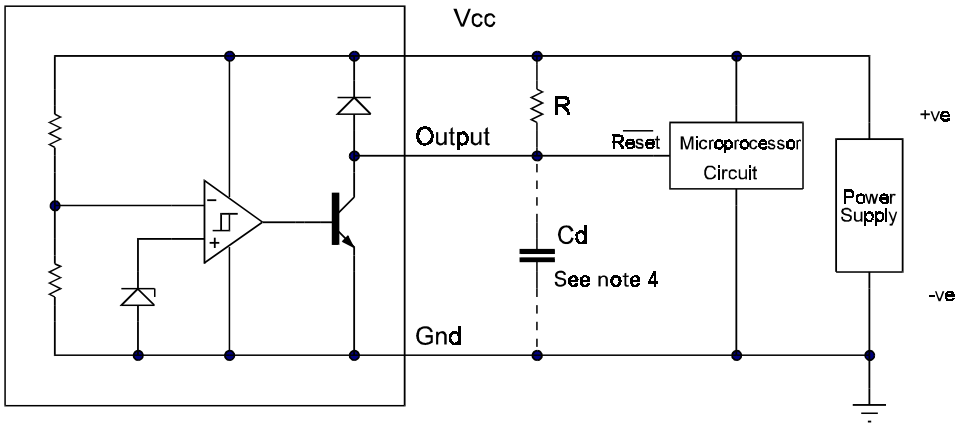 Vcc
R
+ve
Output
Reset
Microprocessor
Circuit
Power
Supply
-
+
Cd
See note 4
-ve
Gnd